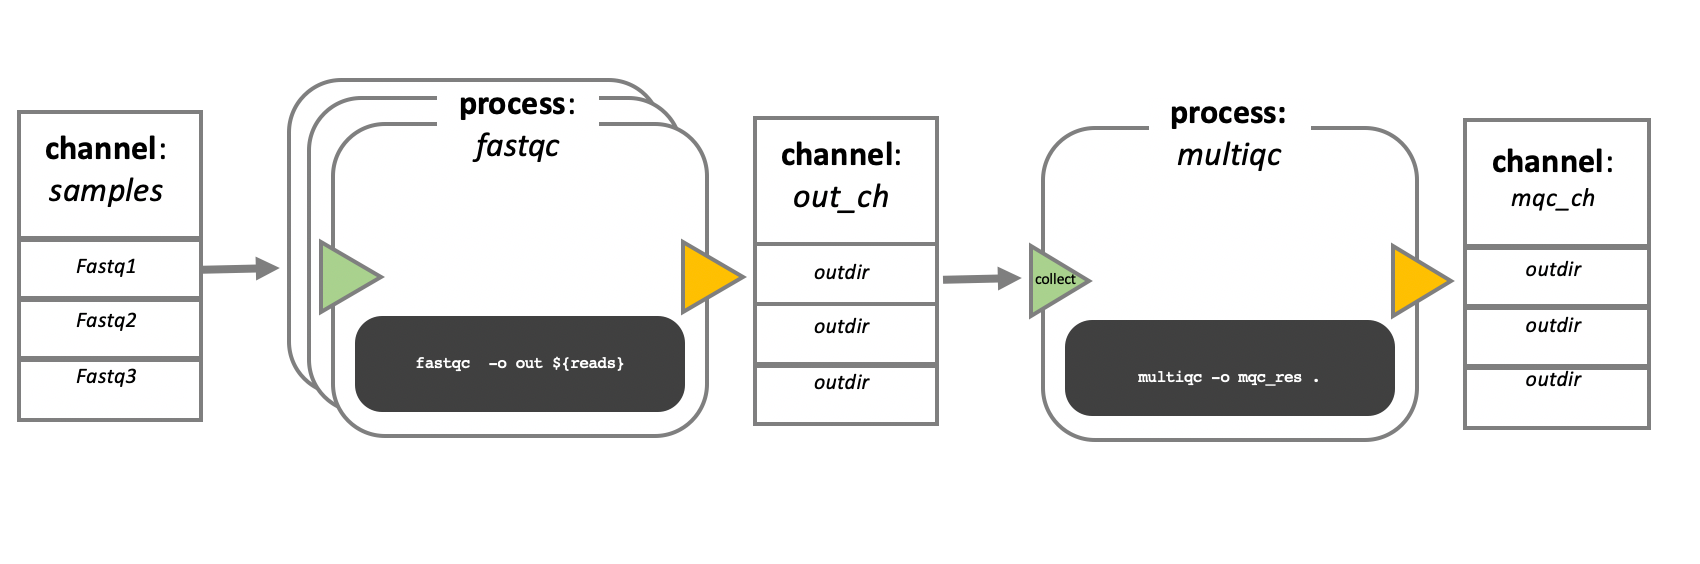 channel:
samples
Fastq1
Fastq2
Fastq3
process:
fastqc
fastqc -o out ${reads}
channel:
out_ch
outdir
outdir
outdir
process:
multiqc
collect
multiqc -o mqc_res .
channel:
mqc_ch
outdir
outdir
outdir